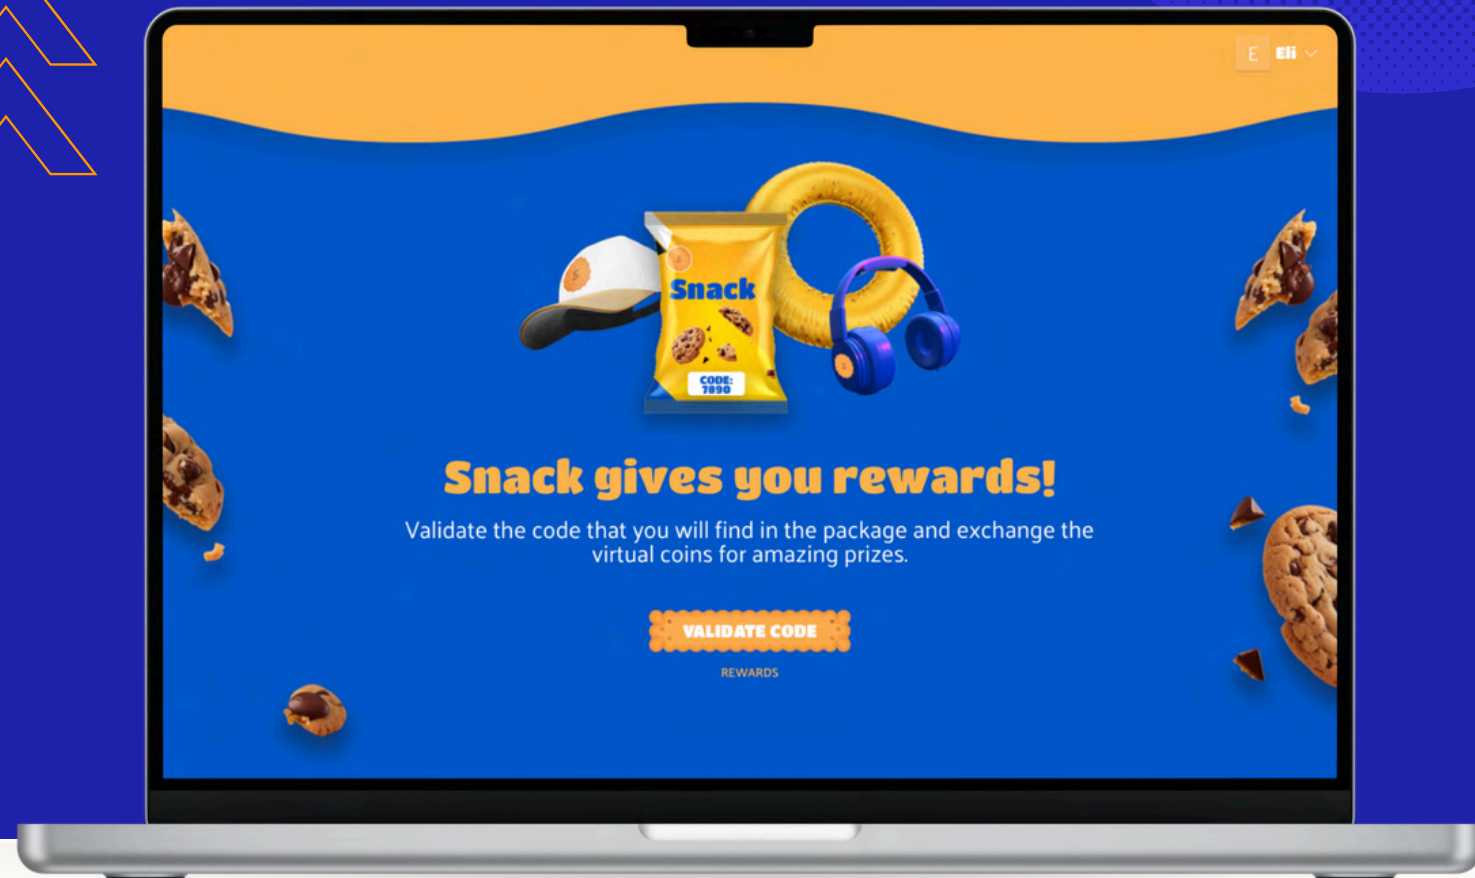 E Eli
Snack
CODE:
7890
Snack gives you rewards!
Validate the code that you will find in the package and exchange the
virtual coins for amazing prizes.
VALIDATE CODE
REWARDS